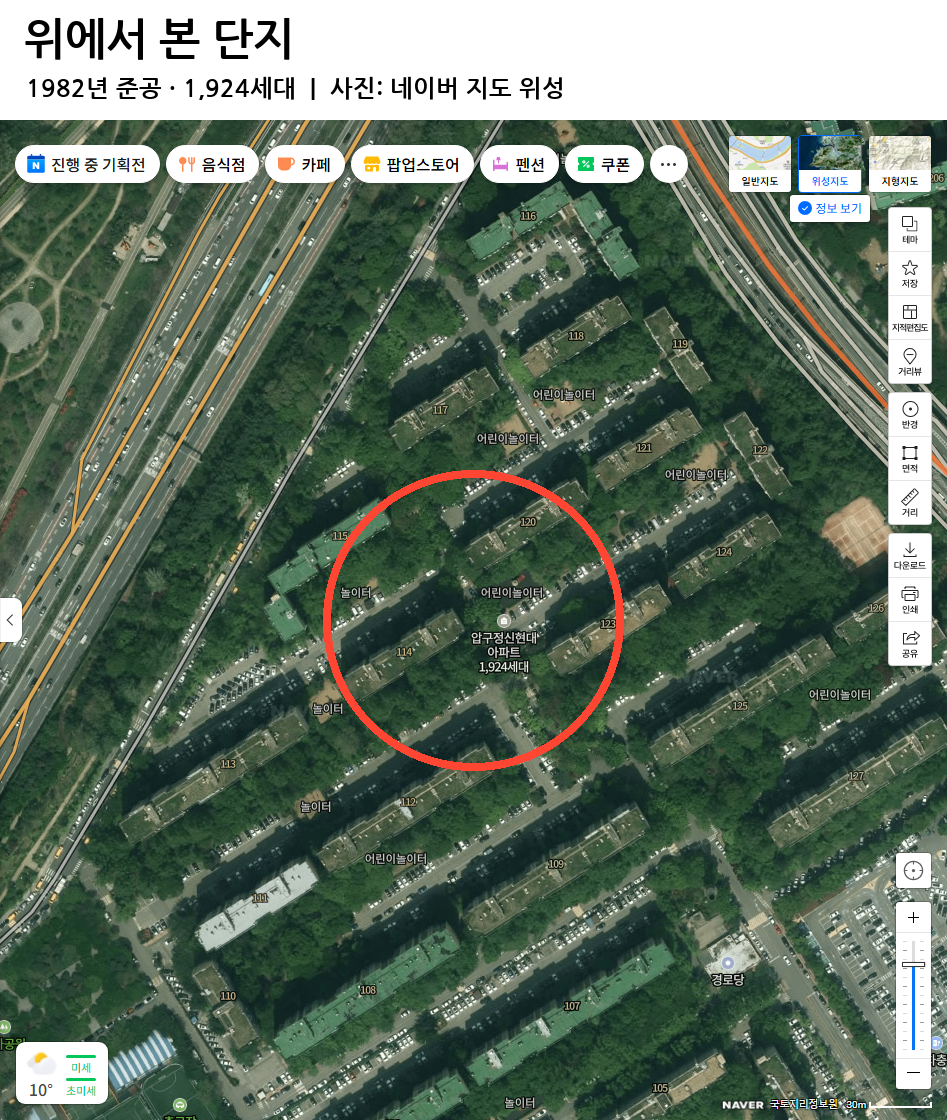 위에서 본 단지
1982년 준공 · 1,924세대 | 사진: 네이버 지도 위성
진행 중 기획전
음식점
카페
팝업스토어
펜션
쿠폰
일반지도
위성지도
지형지도
206
정보 보기
테마
저장
지적편집도
거리뷰
반경
면적
거리
다운로드
인쇄
공유
116
118
119
어린이놀이터
117
어린이놀이터
121
122
어린이놀이터
120
115
124
놀이터
어린이놀이터
126
123
압구정신현대
아파트
1,924세대
114
어린이놀이터
125
놀이터
113
127
112
놀이터
어린이놀이터
109
111
경로당
108
110
107
105
놀이터
10°
미세
초미세
NAVER 국토지리정보원 30m